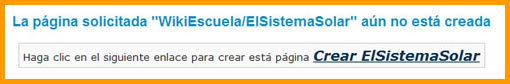 La página solicitada "WikiEscuela/ElSistemaSolar" aún no está creada
Haga clic en el siguiente enlace para crear está página Crear ElSistemaSolar